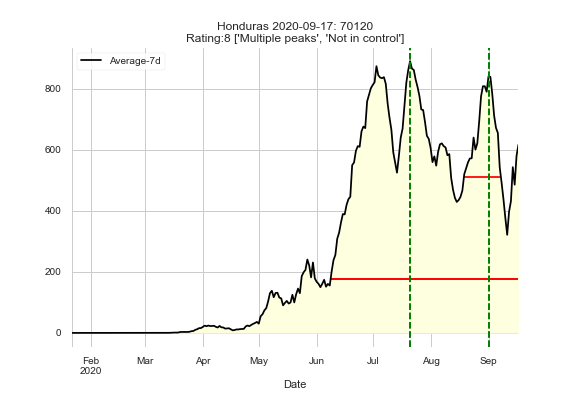 Honduras 2020-09-17: 70120
Rating:8 ['Multiple peaks', 'Not in control']
Average-7d
800
600
400
200
0
Feb Mar Apr May Jun Jul Aug Sep
2020
Date